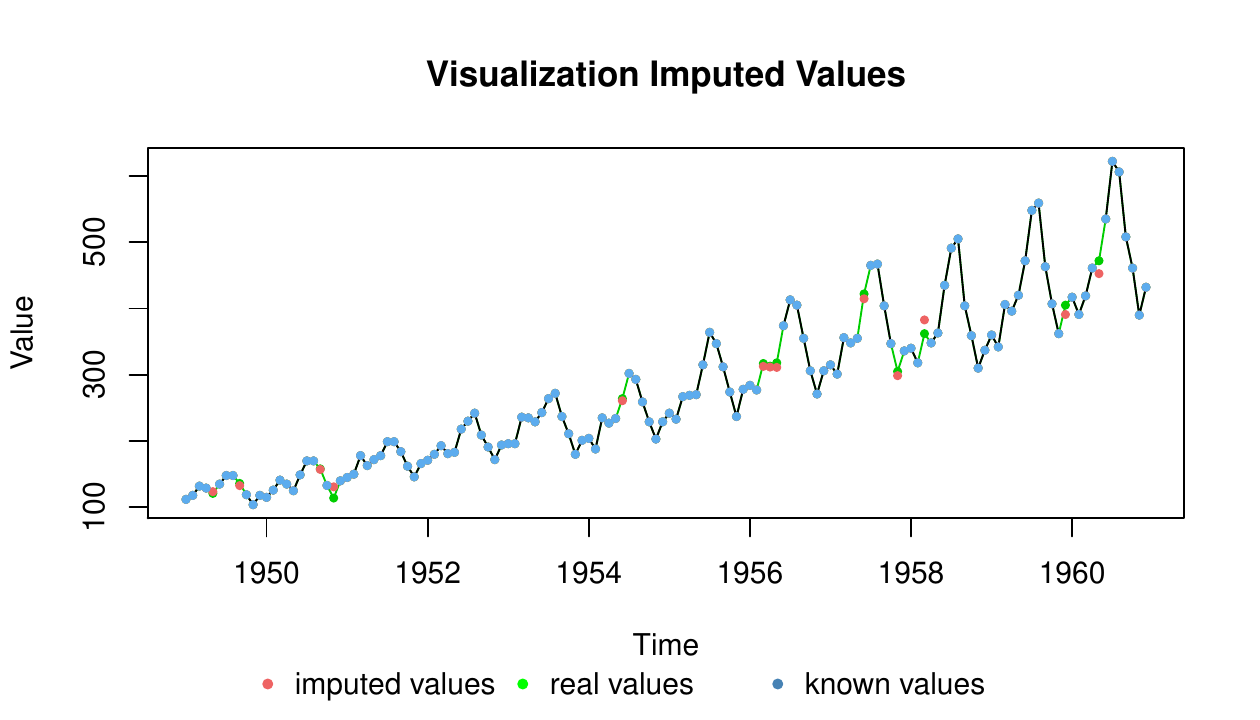 Visualization Imputed Values
Value
500
300
100
1950 1952 1954 1956 1958 1960
Time
imputed values real values known values